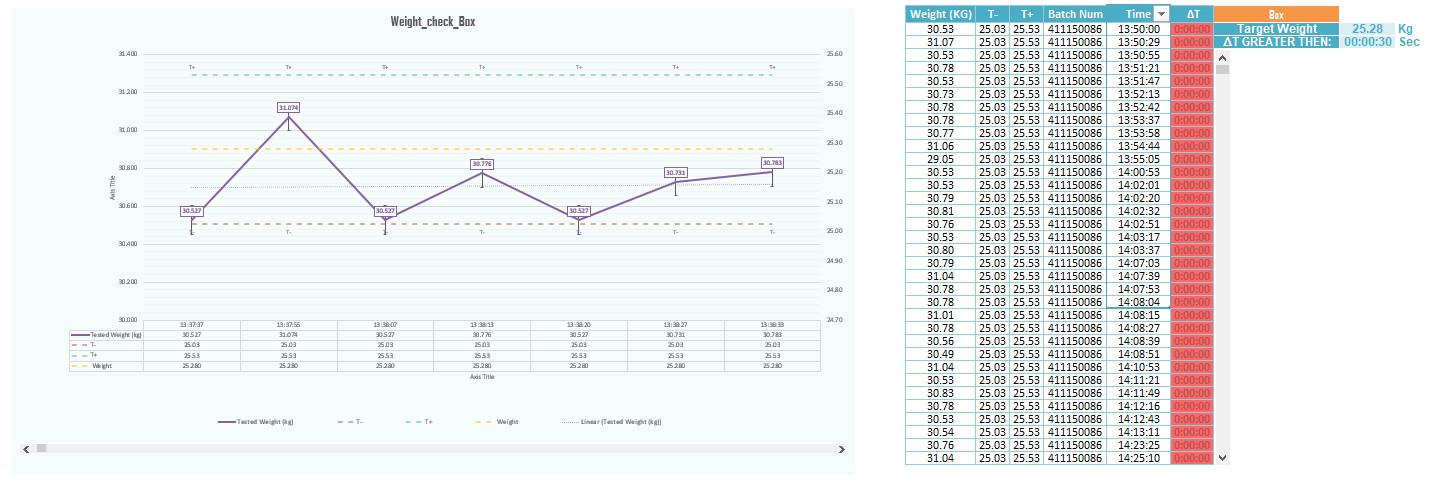 Weight_check_Box
31.400
31.200
31.000
30.800
30.600
30.400
30.200
30.000
Axis Title
25.60
25.50
25.40
25.30
25.20
25.10
25.00
24.90
24.80
24.70
T+ T+ T+ T+ T+ T+ T+
30.527 31.074 30.527 30.776 30.527 30.731 30.783
T- T- T- T- T- T- T-
13:37:37 13:37:55 13:38:07 13:38:13 13:38:20 13:38:27 13:38:33
Tested Weight (kg) 30.527 31.074 30.527 30.776 30.527 30.731 30.783
T- 25.03 25.03 25.03 25.03 25.03 25.03 25.03
T+ 25.53 25.53 25.53 25.53 25.53 25.53 25.53
Weight 25.280 25.280 25.280 25.280 25.280 25.280 25.280
Axis Title
Tested Weight (kg) T- T+ Weight Linear (Tested Weight (kg))
Weight (KG) T- T+ Batch Num Time ΔT
30.53 25.03 25.53 411150086 13:50:00 0:00:00
31.07 25.03 25.53 411150086 13:50:29 0:00:00
30.53 25.03 25.53 411150086 13:50:55 0:00:00
30.78 25.03 25.53 411150086 13:51:21 0:00:00
30.53 25.03 25.53 411150086 13:51:47 0:00:00
30.73 25.03 25.53 411150086 13:52:13 0:00:00
30.78 25.03 25.53 411150086 13:52:42 0:00:00
30.78 25.03 25.53 411150086 13:53:37 0:00:00
30.77 25.03 25.53 411150086 13:53:58 0:00:00
31.06 25.03 25.53 411150086 13:54:44 0:00:00
29.05 25.03 25.53 411150086 13:55:05 0:00:00
30.53 25.03 25.53 411150086 14:00:53 0:00:00
30.53 25.03 25.53 411150086 14:02:01 0:00:00
30.79 25.03 25.53 411150086 14:02:20 0:00:00
30.81 25.03 25.53 411150086 14:02:32 0:00:00
30.76 25.03 25.53 411150086 14:02:51 0:00:00
30.53 25.03 25.53 411150086 14:03:17 0:00:00
30.80 25.03 25.53 411150086 14:03:37 0:00:00
30.79 25.03 25.53 411150086 14:07:03 0:00:00
31.04 25.03 25.53 411150086 14:07:39 0:00:00
30.78 25.03 25.53 411150086 14:07:53 0:00:00
30.78 25.03 25.53 411150086 14:08:04 0:00:00
31.01 25.03 25.53 411150086 14:08:15 0:00:00
30.78 25.03 25.53 411150086 14:08:27 0:00:00
30.56 25.03 25.53 411150086 14:08:39 0:00:00
30.49 25.03 25.53 411150086 14:08:51 0:00:00
31.04 25.03 25.53 411150086 14:10:53 0:00:00
30.53 25.03 25.53 411150086 14:11:21 0:00:00
30.83 25.03 25.53 411150086 14:11:49 0:00:00
30.78 25.03 25.53 411150086 14:12:16 0:00:00
30.53 25.03 25.53 411150086 14:12:43 0:00:00
30.54 25.03 25.53 411150086 14:13:11 0:00:00
30.76 25.03 25.53 411150086 14:23:25 0:00:00
31.04 25.03 25.53 411150086 14:25:10 0:00:00
Box
Target Weight 25.28 Kg
ΔT GREATER THEN: 00:00:30 Sec